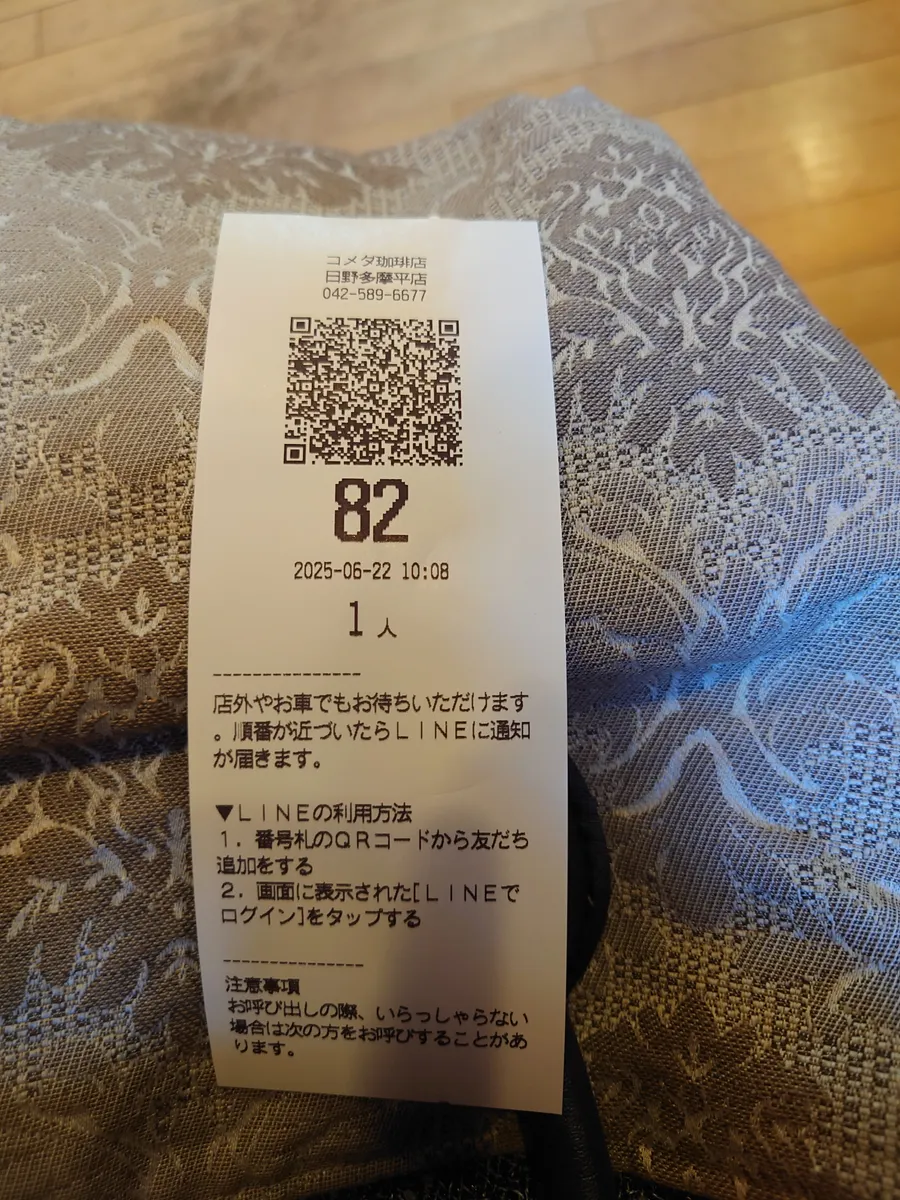 コメダ珈琲店
日野多摩平店
042-589-6677
82
2025-06-22 10:08
1 人
---------------
店外やお車でもお待ちいただけます
。順番が近づいたらＬＩＮＥに通知
が届きます。
▼ＬＩＮＥの利用方法
１．番号札のＱＲコードから友だち
追加をする
２．画面に表示された[ＬＩＮＥで
ログイン]をタップする
---------------
注意事項
お呼び出しの際、いらっしゃらない
場合は次の方をお呼びすることがあ
ります。